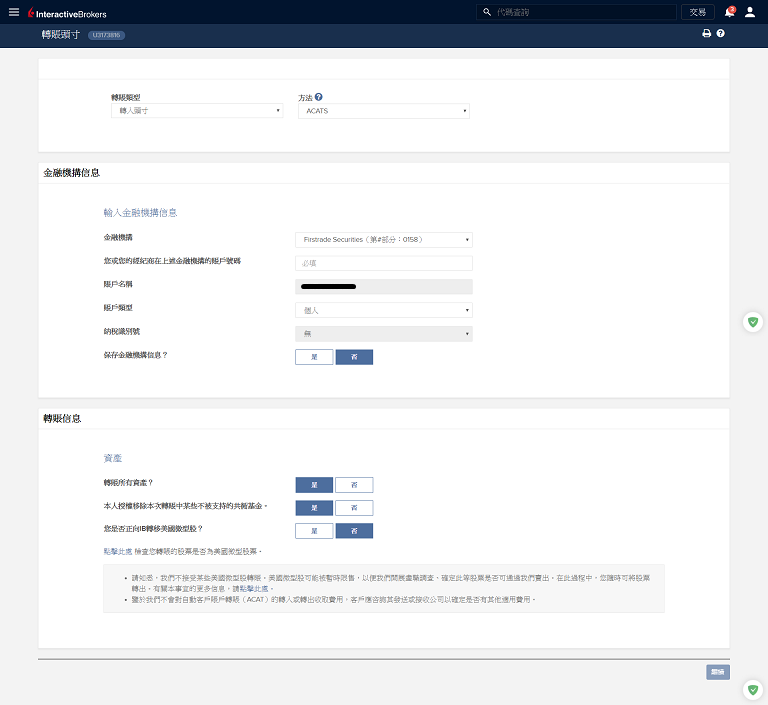 InteractiveBrokers
代碼查詢
交易
3
轉賬頭寸
U3173816
轉賬類型
方法
轉入頭寸
ACATS
金融機構信息
輸入金融機構信息
金融機構
Firstrade Securities（第#部分：0158）
您或您的經紀商在上述金融機構的賬戶號碼
必填
賬戶名稱
賬戶類型
個人
納稅識別號
無
保存金融機構信息？
是
否
轉賬信息
資產
轉賬所有資產？
是
否
本人授權移除本次轉賬中某些不被支持的共同基金。
是
否
您是否正向IB轉移美國微型股？
是
否
點擊此處 檢查您轉賬的股票是否為美國微型股票。
• 請知悉，我們不接受某些美國微型股轉賬。美國微型股可能被暫時限售，以便我們開展盡職調查，確定此等股票是否可通過我們賣出。在此過程中，您隨時可將股票
轉出。有關本事宜的更多信息，請點擊此處。
• 鑒於我們不會對自動客戶賬戶轉賬（ACAT）的轉入或轉出收取費用，客戶應咨詢其發送或接收公司以確定是否有其他適用費用。
繼續